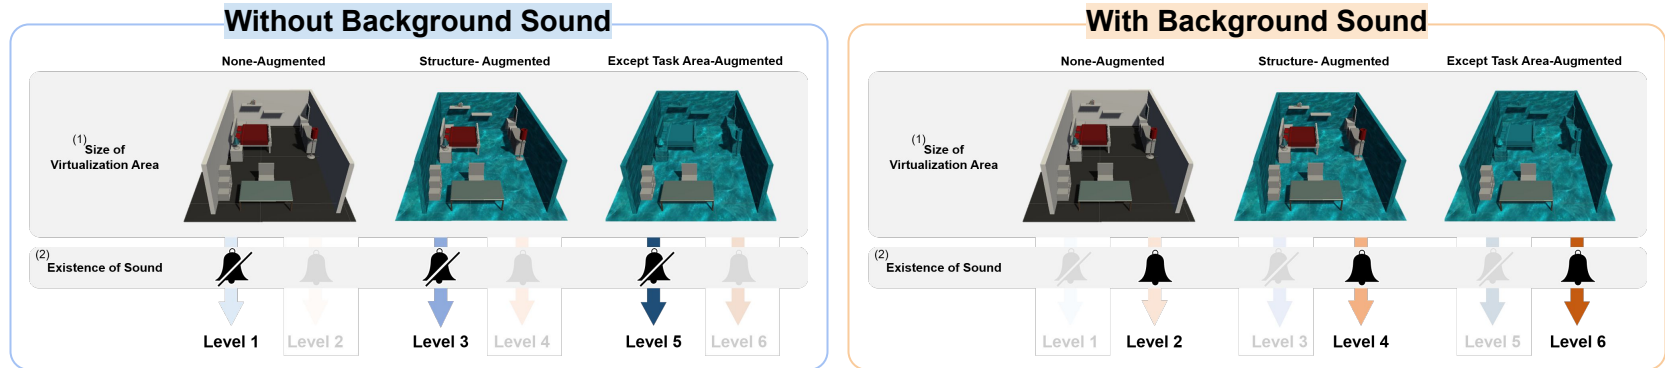 Without Background Sound
None-Augmented
Structure- Augmented
Except Task Area-Augmented
(1)
Size of
Virtualization Area
(2)
Existence of Sound
Level 1
Level 2
Level 3
Level 4
Level 5
Level 6
With Background Sound
None-Augmented
Structure- Augmented
Except Task Area-Augmented
(1)
Size of
Virtualization Area
(2)
Existence of Sound
Level 1
Level 2
Level 3
Level 4
Level 5
Level 6